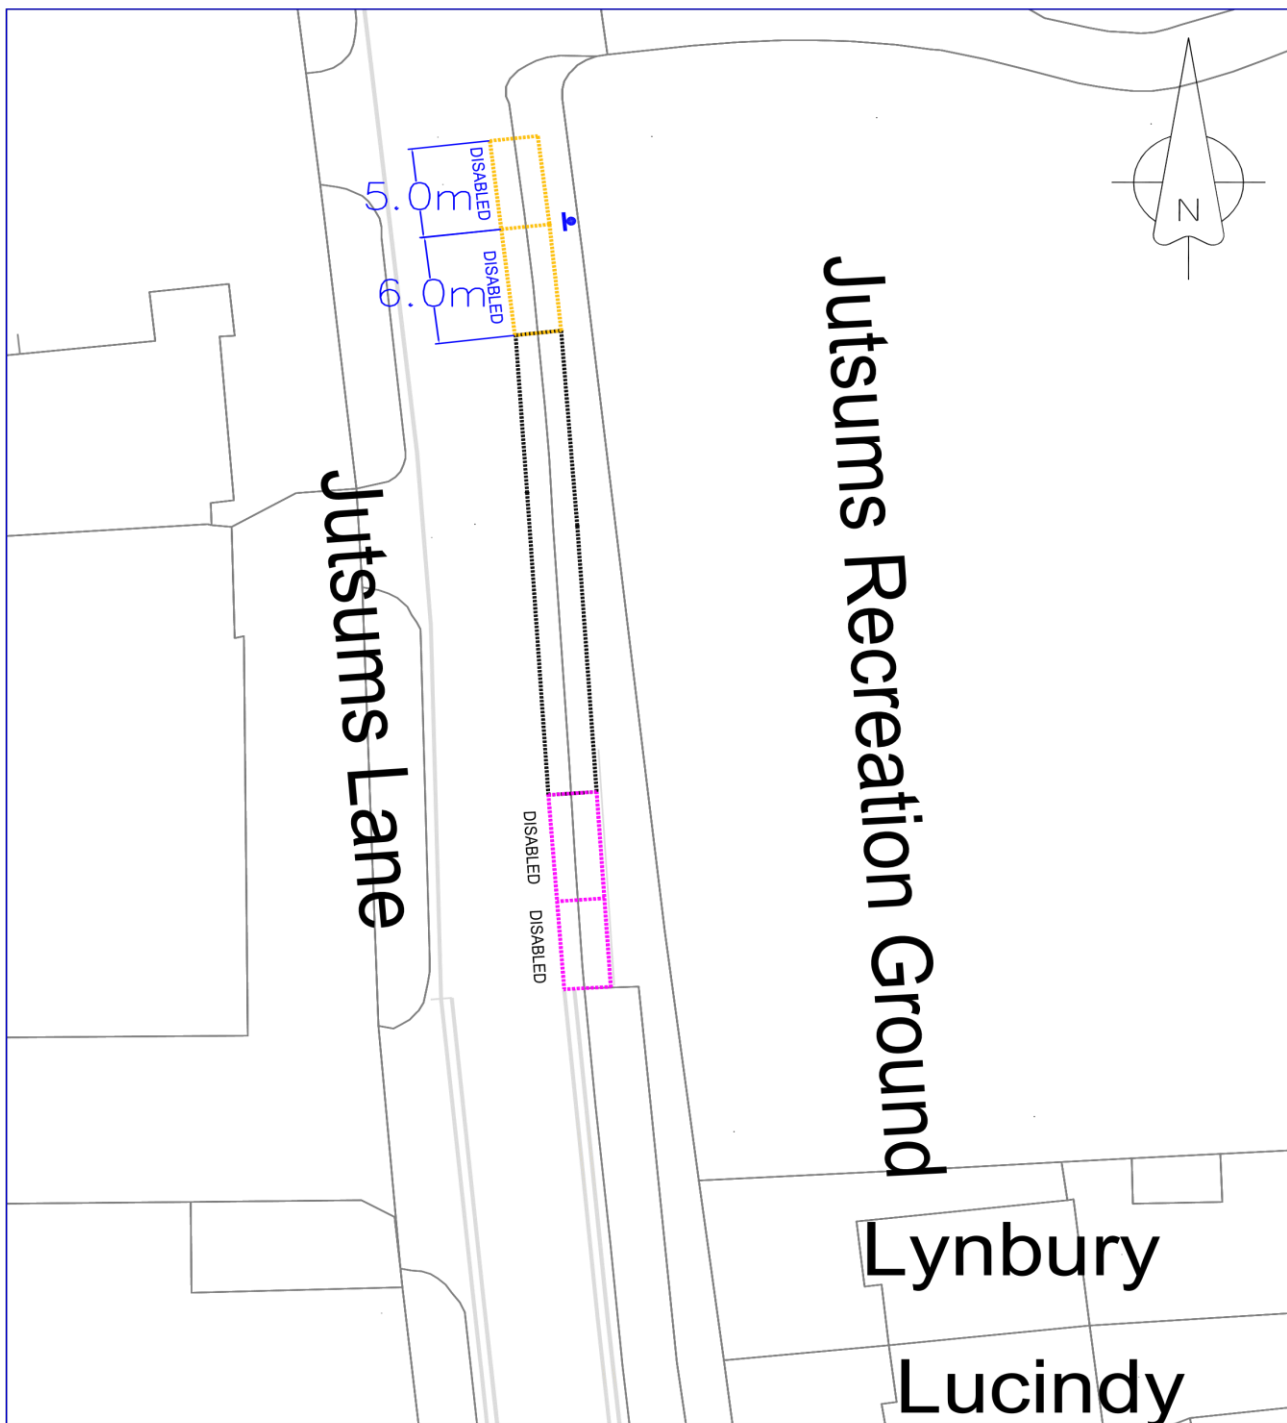 DISABLED
5.0m
N
DISABLED
6.0m
Jutsums Recreation Ground
Jutsums Lane
DISABLED
DISABLED
Lynbury
Lucindy